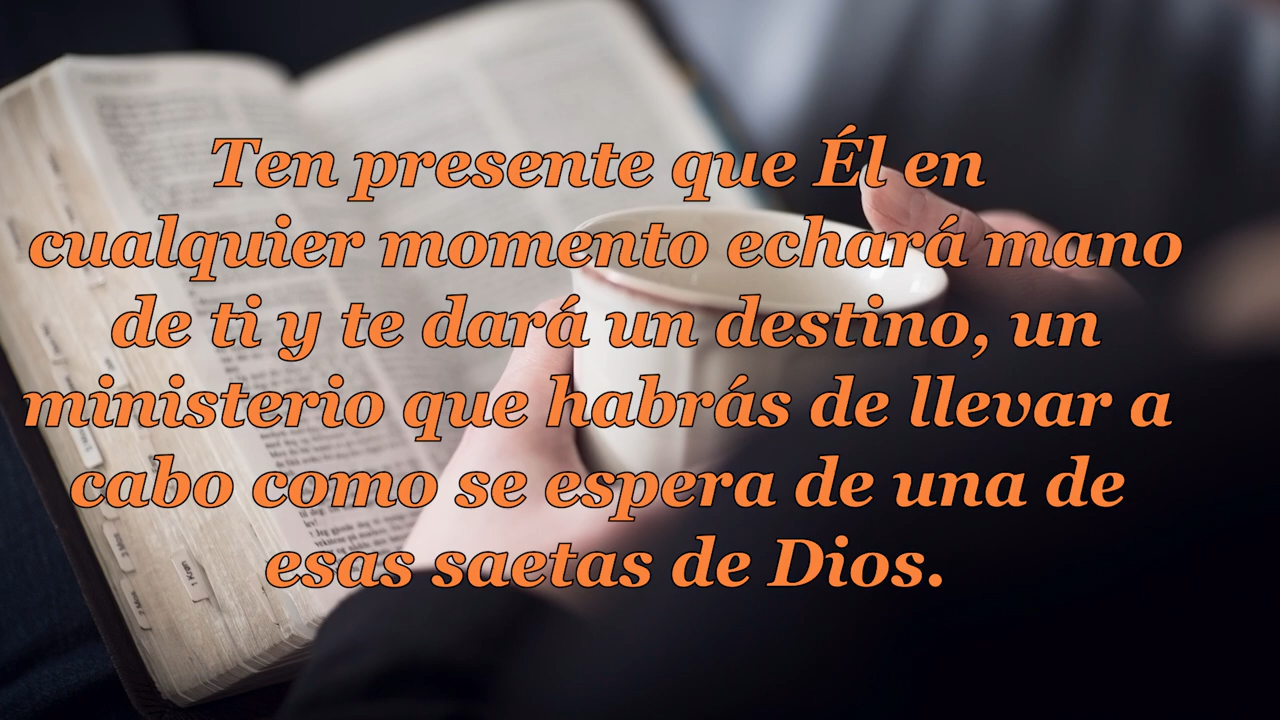 Ten presente que Él en
cualquier momento echará mano
de ti y te dará un destino, un
ministerio que habrás de llevar a
cabo como se espera de una de
esas saetas de Dios.